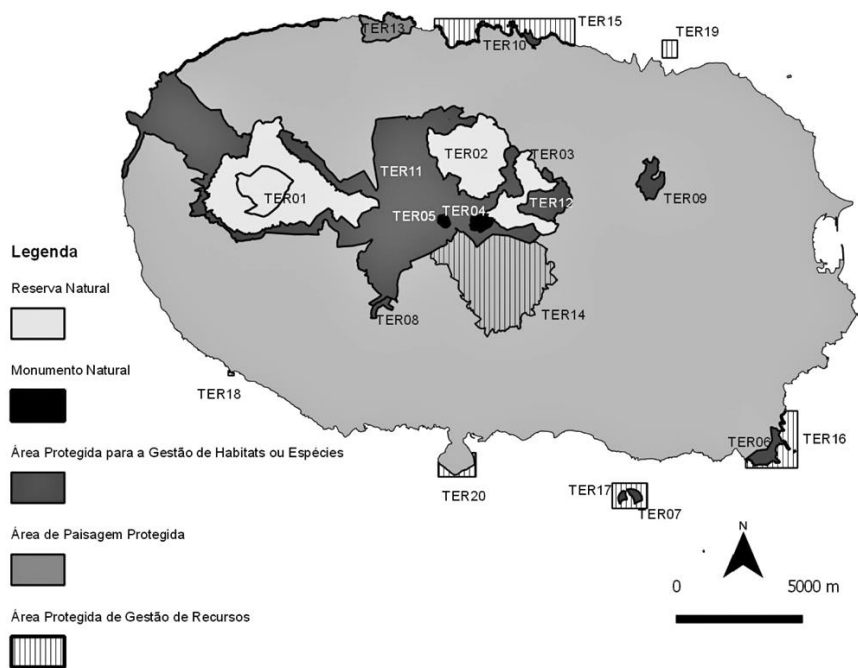 TER15
TER13
TER10
TER19
TER02
TER03
TER11
TER01
TER09
TER05
TER04
TER12
TER08
TER14
TER18
TER06
TER16
TER20
TER17
TER07
Legenda
Reserva Natural
Monumento Natural
Área Protegida para a Gestão de Habitats ou Espécies
Área de Paisagem Protegida
Área Protegida de Gestão de Recursos
N
0 5000 m